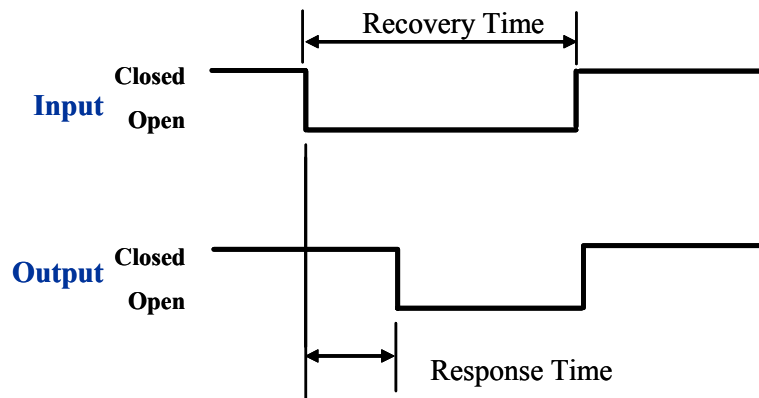 Recovery Time
Closed
Input
Open
Closed
Output
Open
Response Time